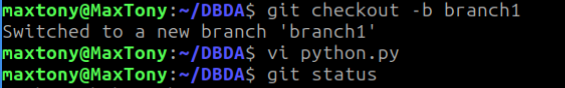 maxtony@MaxTony:~/DBDA$ git checkout -b branch1
Switched to a new branch 'branch1'
maxtony@MaxTony:~/DBDA$ vi python.py
maxtony@MaxTony:~/DBDA$ git status